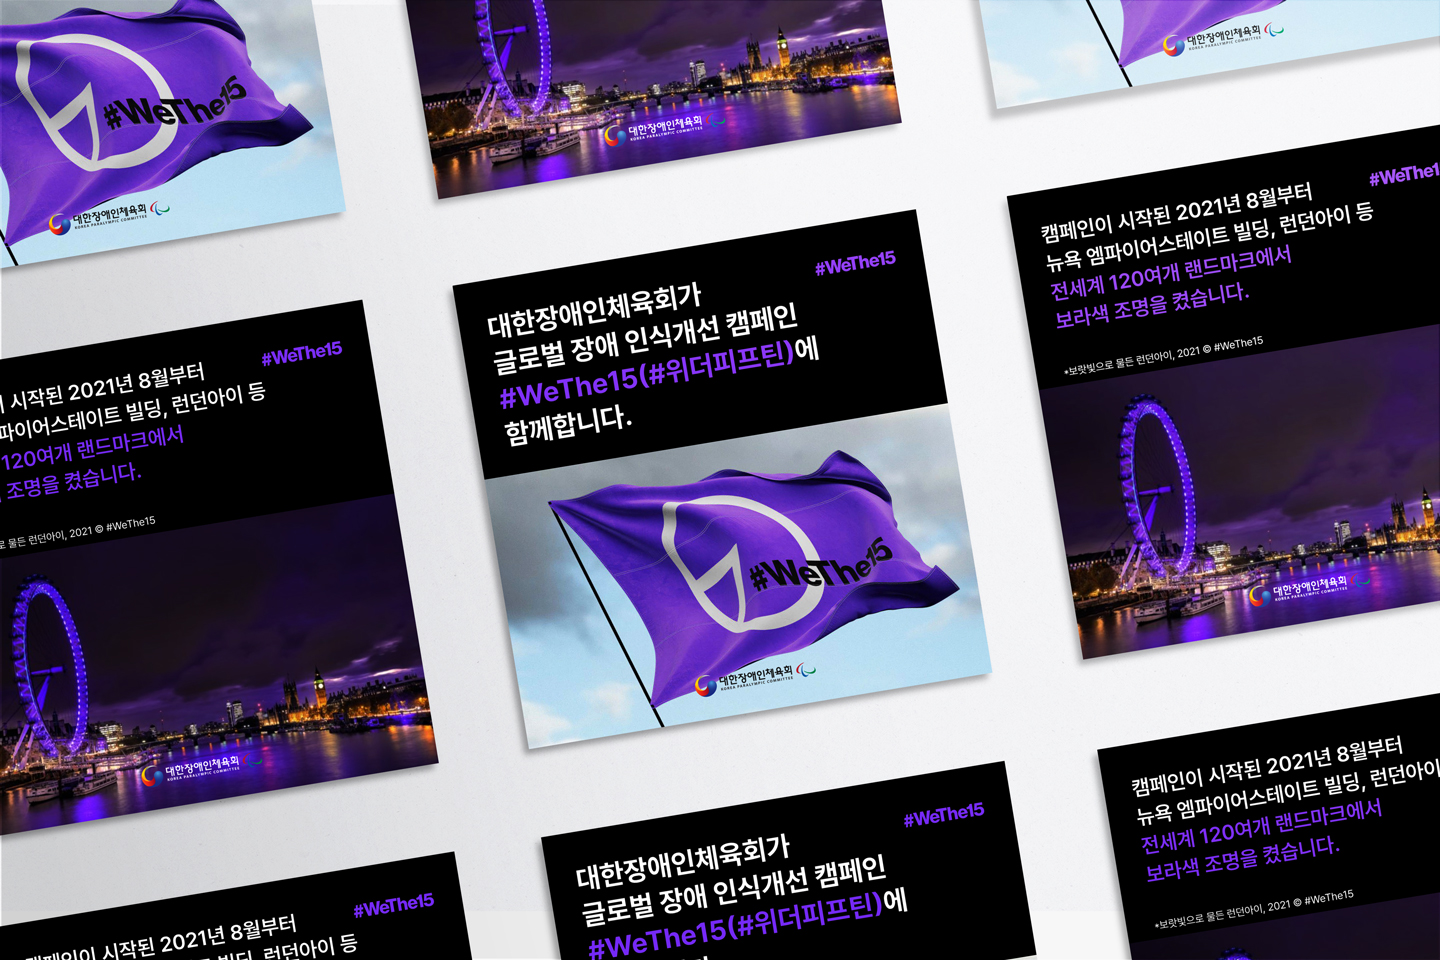 #WeThe15
대한장애인체육회
KOREA PARALYMPIC COMMITTEE
대한장애인체육회
KOREA PARALYMPIC COMMITTEE
대한장애인체육회
KOREA PARALYMPIC COMMITTEE
#WeThe15
시작된 2021년 8월부터
파이어스테이트 빌딩, 런던아이 등
120여개 랜드마크에서
조명을 켰습니다.
물든 런던아이, 2021 © #WeThe15
대한장애인체육회
KOREA PARALYMPIC COMMITTEE
#WeThe15
대한장애인체육회가
글로벌 장애 인식개선 캠페인
#WeThe15(#위더피프틴)에
함께합니다.
#WeThe15
대한장애인체육회
KOREA PARALYMPIC COMMITTEE
#WeThe1
캠페인이 시작된 2021년 8월부터
뉴욕 엠파이어스테이트 빌딩, 런던아이 등
전세계 120여개 랜드마크에서
보라색 조명을 켰습니다.
*보랏빛으로 물든 런던아이, 2021 © #WeThe15
대한장애인체육회
KOREA PARALYMPIC COMMITTEE
#WeThe15
캠페인이 시작된 2021년 8월부터
빌딩, 런던아이 등
#WeThe15
대한장애인체육회가
글로벌 장애 인식개선 캠페인
#WeThe15(#위더피프틴)에
캠페인이 시작된 2021년 8월부터
뉴욕 엠파이어스테이트 빌딩, 런던아이
전세계 120여개 랜드마크에서
보라색 조명을 켰습니다.
*보랏빛으로 물든 런던아이, 2021 © #WeThe15